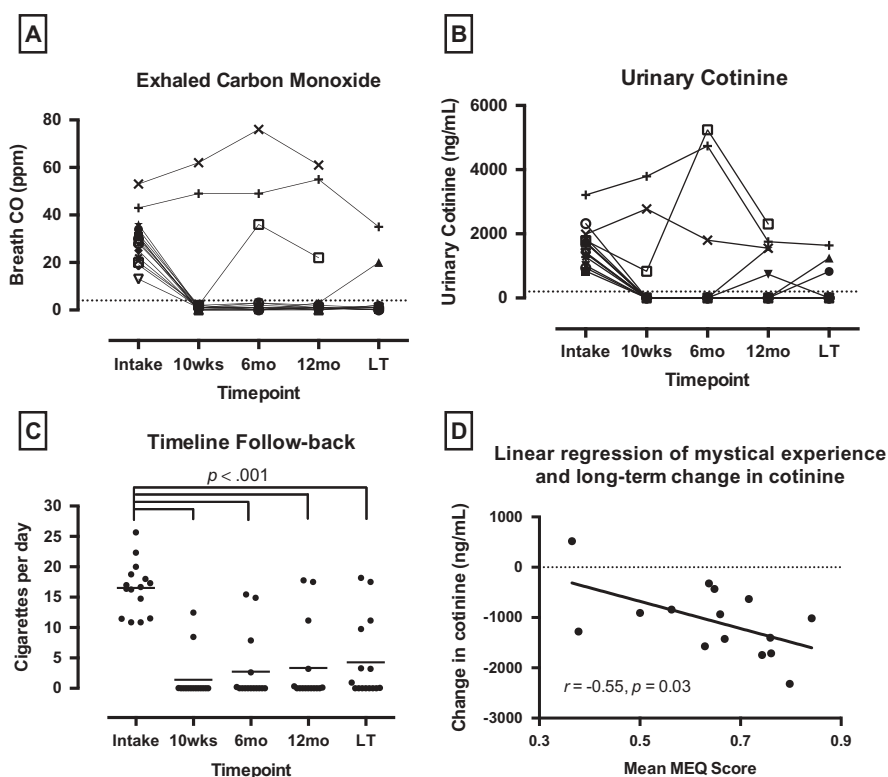 A
Exhaled Carbon Monoxide
Breath CO (ppm)
80
60
40
20
0
Intake 10wks 6mo 12mo LT
Timepoint
B
Urinary Cotinine
Urinary Cotinine (ng/mL)
6000
4000
2000
0
Intake 10wks 6mo 12mo LT
Timepoint
C
Timeline Follow-back
p < .001
Cigarettes per day
30
25
20
15
10
5
0
Intake 10wks 6mo 12mo LT
Timepoint
D
Linear regression of mystical experience
and long-term change in cotinine
Change in cotinine (ng/mL)
1000
0
-1000
-2000
-3000
r = -0.55, p = 0.03
0.3 0.5 0.7 0.9
Mean MEQ Score